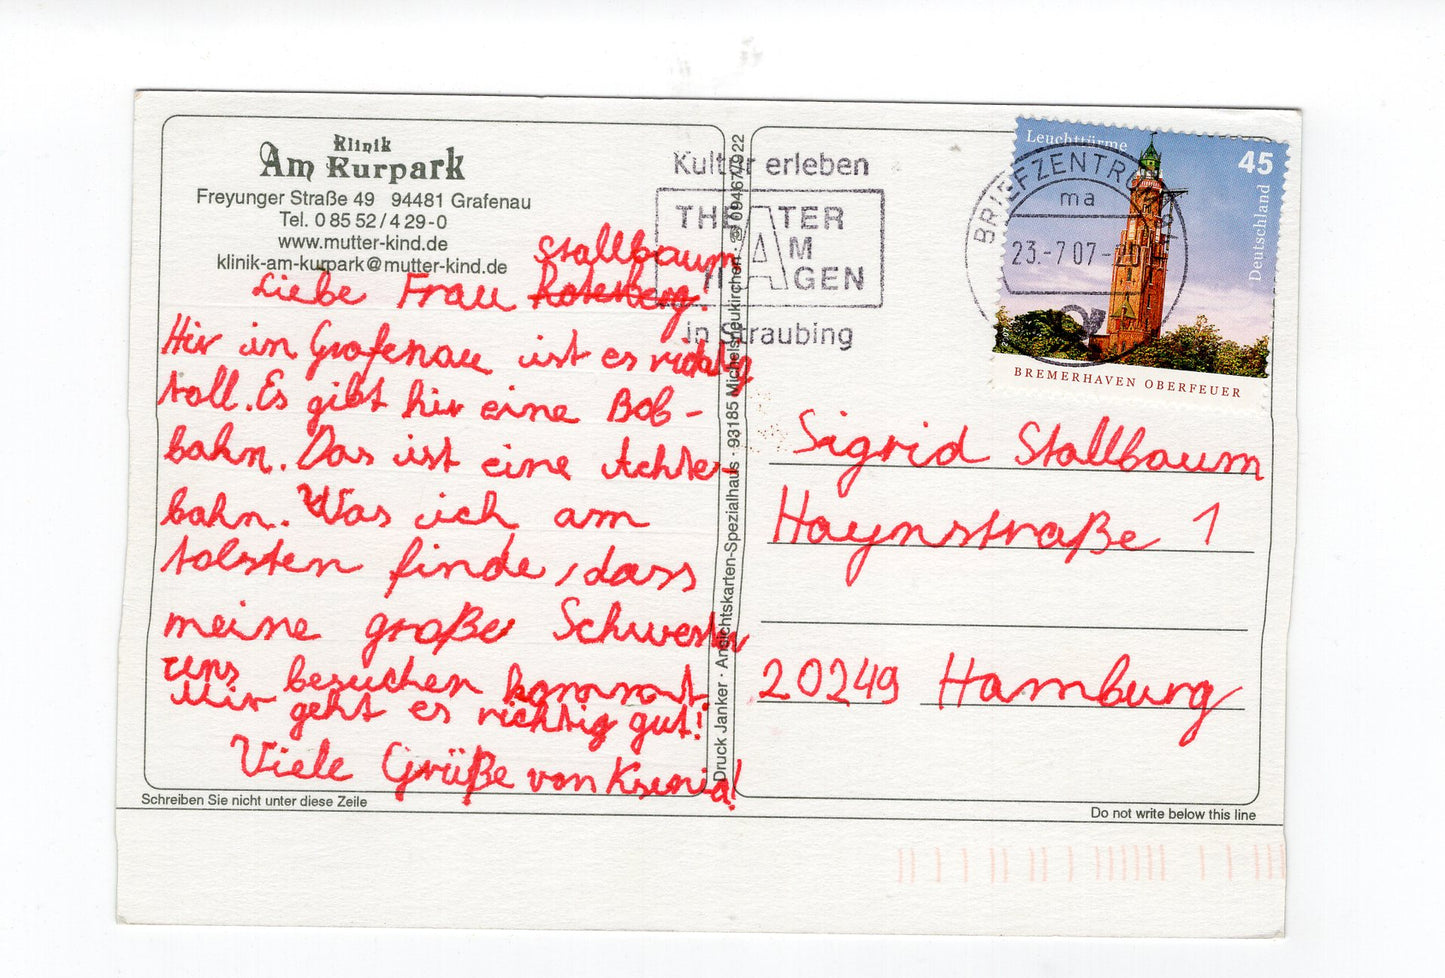 Klinik
Am Kurpark
Freyunger Straße 49 94481 Grafenau
Tel. 0 85 52 / 4 29 - 0
www.mutter-kind.de
klinik-am-kurpark@mutter-kind.de
Stallbaum
Liebe Frau !
Hir in Grafenau ist es richtig
toll. Es gibt hir eine Bob-
bahn. Das ist eine Achter-
bahn. Was ich am
tolsten finde, dass
meine große Schwester
uns besuchen kommt.
Mir geht es richtig gut!
Viele Grüße von Ksenia!
Schreiben Sie nicht unter diese Zeile
Druck Janker · Ansichtskarten-Spezialhaus · 93185 Michelsneukirchen · ☎ 09467/922
Kultur erleben
THEATER
AM
HAGEN
in Straubing
BRIEFZENTRUM
ma
23.-7 07-20
Leuchttürme
45
Deutschland
BREMERHAVEN OBERFEUER
Sigrid Stallbaum
Haynstraße 1
20249 Hamburg
Do not write below this line